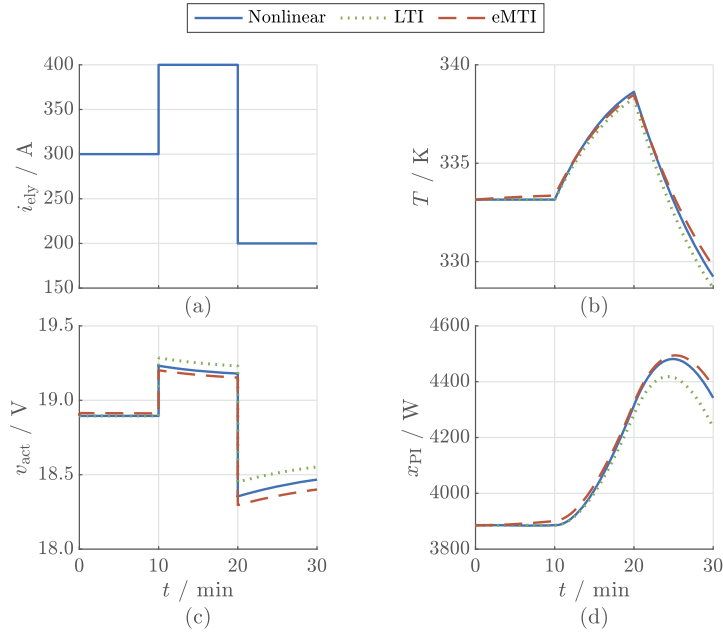 Nonlinear LTI eMTI
400
350
300
250
200
150
i_ely / A
(a)
340
335
330
T / K
(b)
19.5
19.0
18.5
18.0
v_act / V
0 10 20 30
t / min
(c)
4600
4400
4200
4000
3800
x_PI / W
0 10 20 30
t / min
(d)